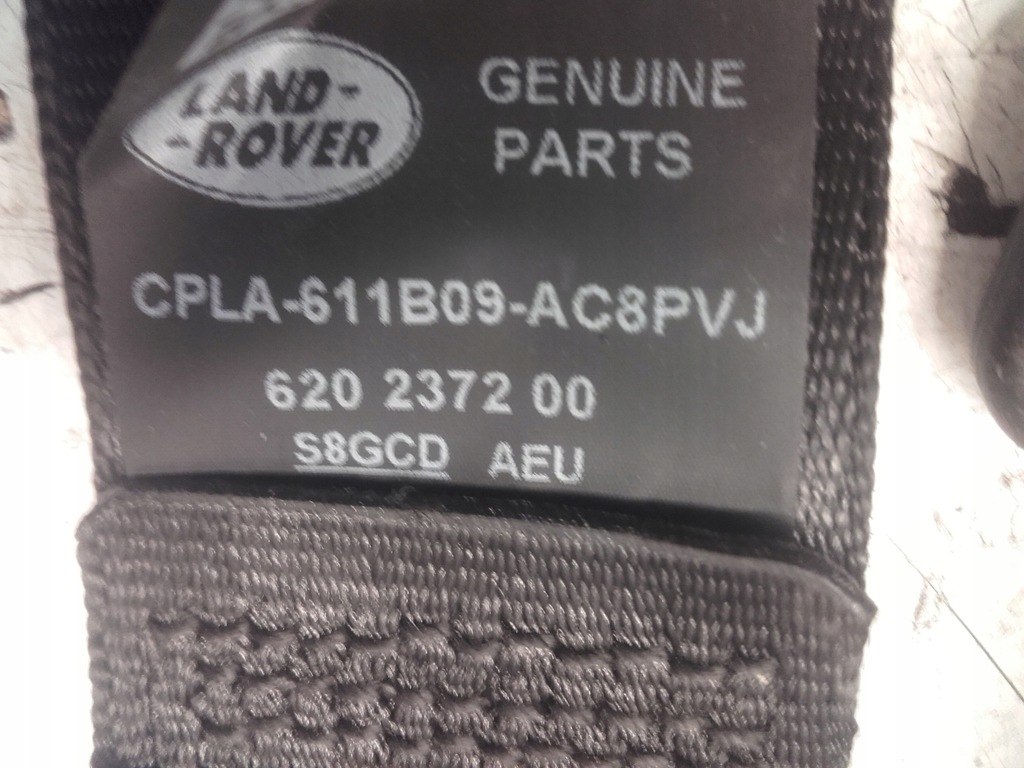 LAND-
-ROVER
GENUINE
PARTS
CPLA-611B09-AC8PVJ
620 2372 00
S8GCD AEU